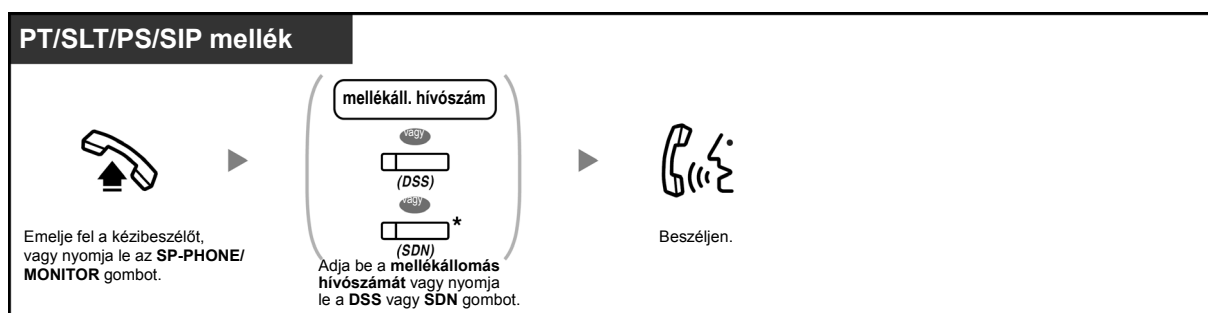 PT/SLT/PS/SIP mellék
mellékáll. hívószám
vagy
(DSS)
vagy
*
(SDN)
Emelje fel a kézibeszélőt,
vagy nyomja le az SP-PHONE/
MONITOR gombot.
Adja be a mellékállomás
hívószámát vagy nyomja
le a DSS vagy SDN gombot.
Beszéljen.